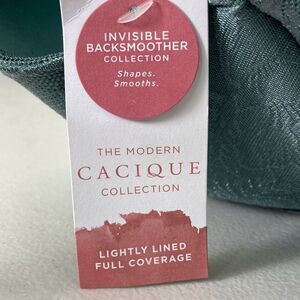 INVISIBLE
BACKSMOOTHER
COLLECTION
Shapes.
Smooths.
THE MODERN
CACIQUE
COLLECTION
LIGHTLY LINED
FULL COVERAGE